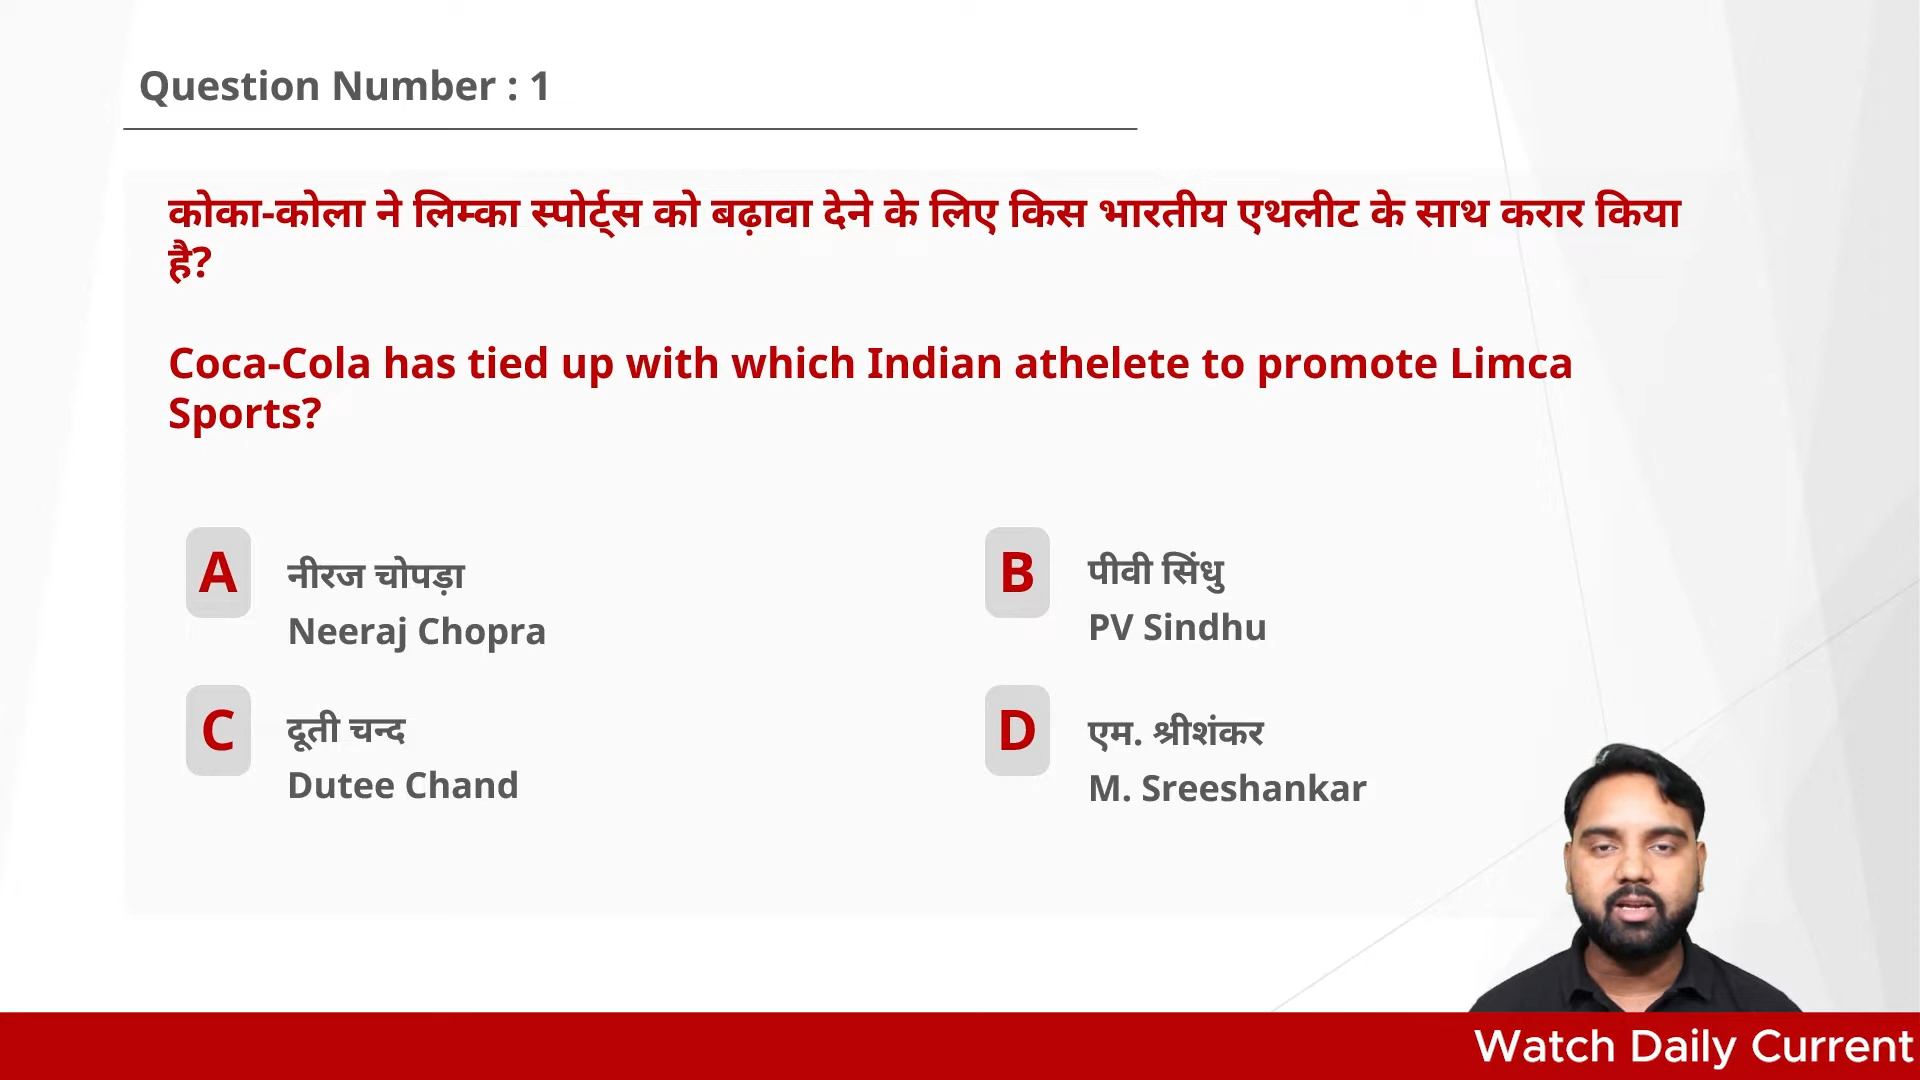 Question Number : 1
कोका-कोला ने लिम्का स्पोर्ट्स को बढ़ावा देने के लिए किस भारतीय एथलीट के साथ करार किया
है?
Coca-Cola has tied up with which Indian athelete to promote Limca
Sports?
A
नीरज चोपड़ा
Neeraj Chopra
B
पीवी सिंधु
PV Sindhu
C
दूती चन्द
Dutee Chand
D
एम. श्रीशंकर
M. Sreeshankar
Watch Daily Current